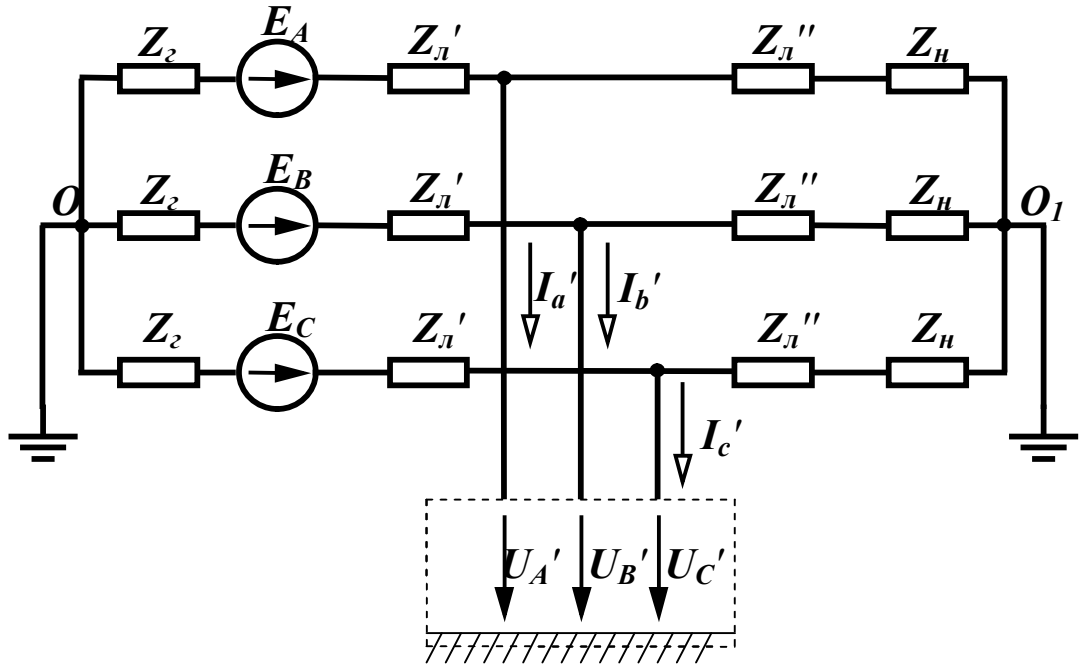 Zг EA Zл′ Zл″ Zн
O Zг EB Zл′ Zл″ Zн O1
Ia′ Ib′
Zг EC Zл′ Zл″ Zн
Ic′
UA′ UB′ UC′